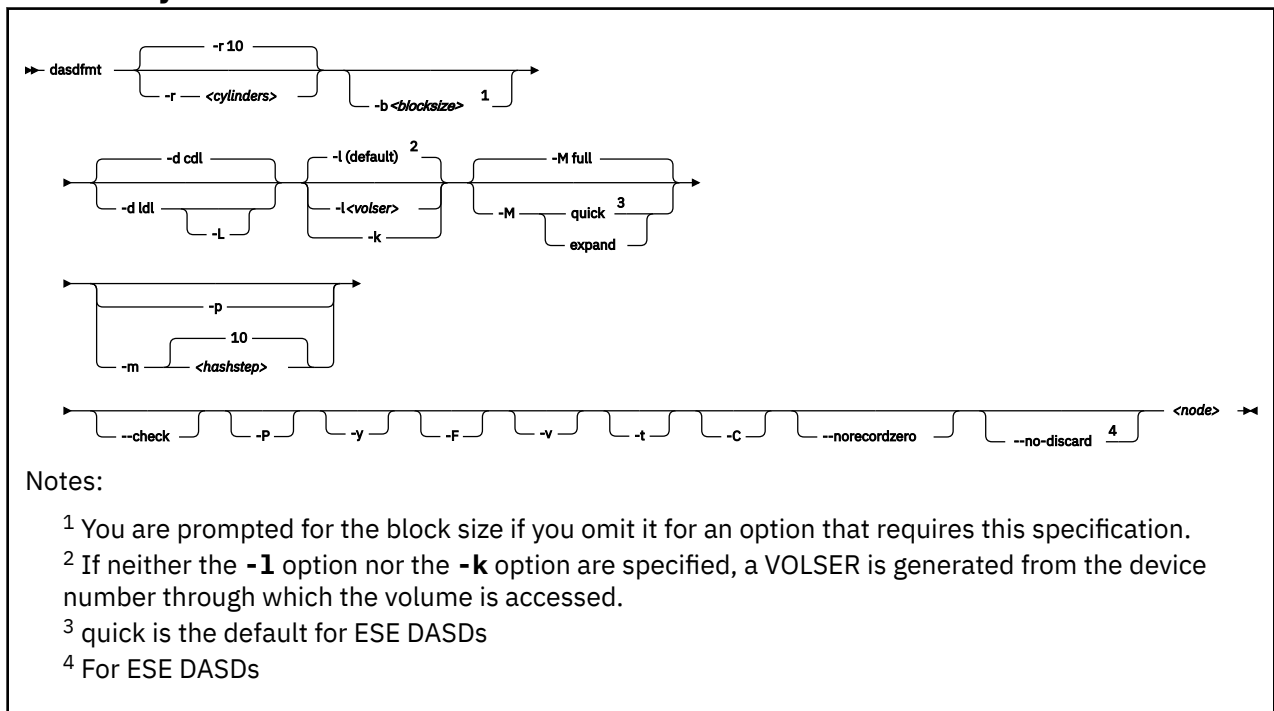 -r 10
dasdfmt
-r <cylinders>
-b <blocksize> 1
-d cdl
-l (default) 2
-M full
-d ldl
-l<volser>
-M quick 3
-L
-k
expand
-p
10
-m <hashstep>
<node>
--check -P -y -F -v -t -C --norecordzero --no-discard 4
Notes:
1 You are prompted for the block size if you omit it for an option that requires this specification.
2 If neither the -l option nor the -k option are specified, a VOLSER is generated from the device
number through which the volume is accessed.
3 quick is the default for ESE DASDs
4 For ESE DASDs